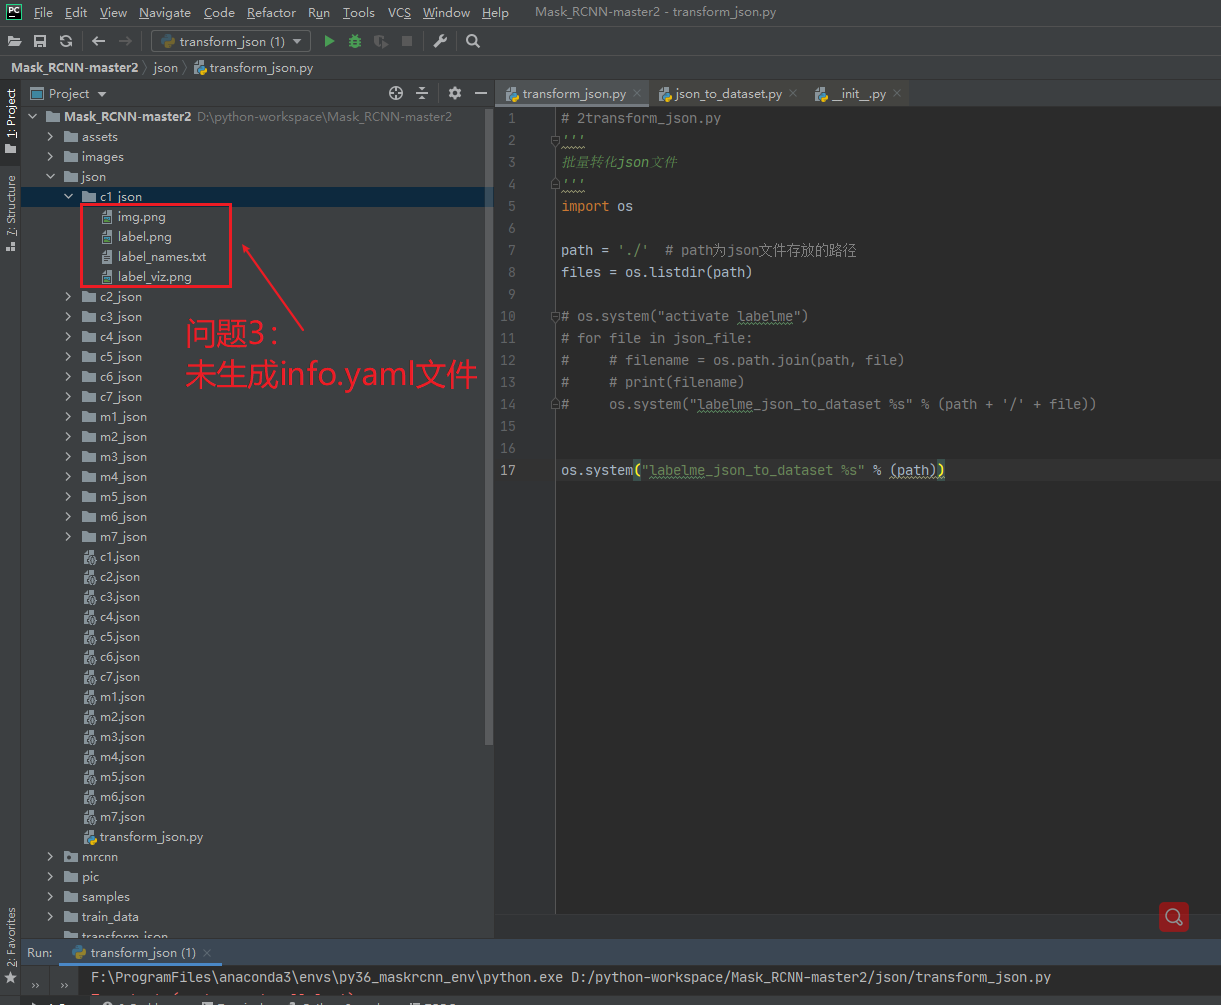 PC File Edit View Navigate Code Refactor Run Tools VCS Window Help Mask_RCNN-master2 - transform_json.py
transform_json (1)
Mask_RCNN-master2 json transform_json.py
1: Project
7: Structure
2: Favorites
Project
Mask_RCNN-master2 D:\python-workspace\Mask_RCNN-master2
assets
images
json
c1_json
img.png
label.png
label_names.txt
label_viz.png
c2_json
c3_json
c4_json
c5_json
c6_json
c7_json
m1_json
m2_json
m3_json
m4_json
m5_json
m6_json
m7_json
c1.json
c2.json
c3.json
c4.json
c5.json
c6.json
c7.json
m1.json
m2.json
m3.json
m4.json
m5.json
m6.json
m7.json
transform_json.py
mrcnn
pic
samples
train_data
transform_json
问题3：
未生成info.yaml文件
transform_json.py json_to_dataset.py __init__.py
1 # 2transform_json.py
2 '''
3 批量转化json文件
4 '''
5 import os
6
7 path = './' # path为json文件存放的路径
8 files = os.listdir(path)
9
10 # os.system("activate labelme")
11 # for file in json_file:
12 #     # filename = os.path.join(path, file)
13 #     # print(filename)
14 #     os.system("labelme_json_to_dataset %s" % (path + '/' + file))
15
16
17 os.system("labelme_json_to_dataset %s" % (path))
Run: transform_json (1)
F:\ProgramFiles\anaconda3\envs\py36_maskrcnn_env\python.exe D:/python-workspace/Mask_RCNN-master2/json/transform_json.py